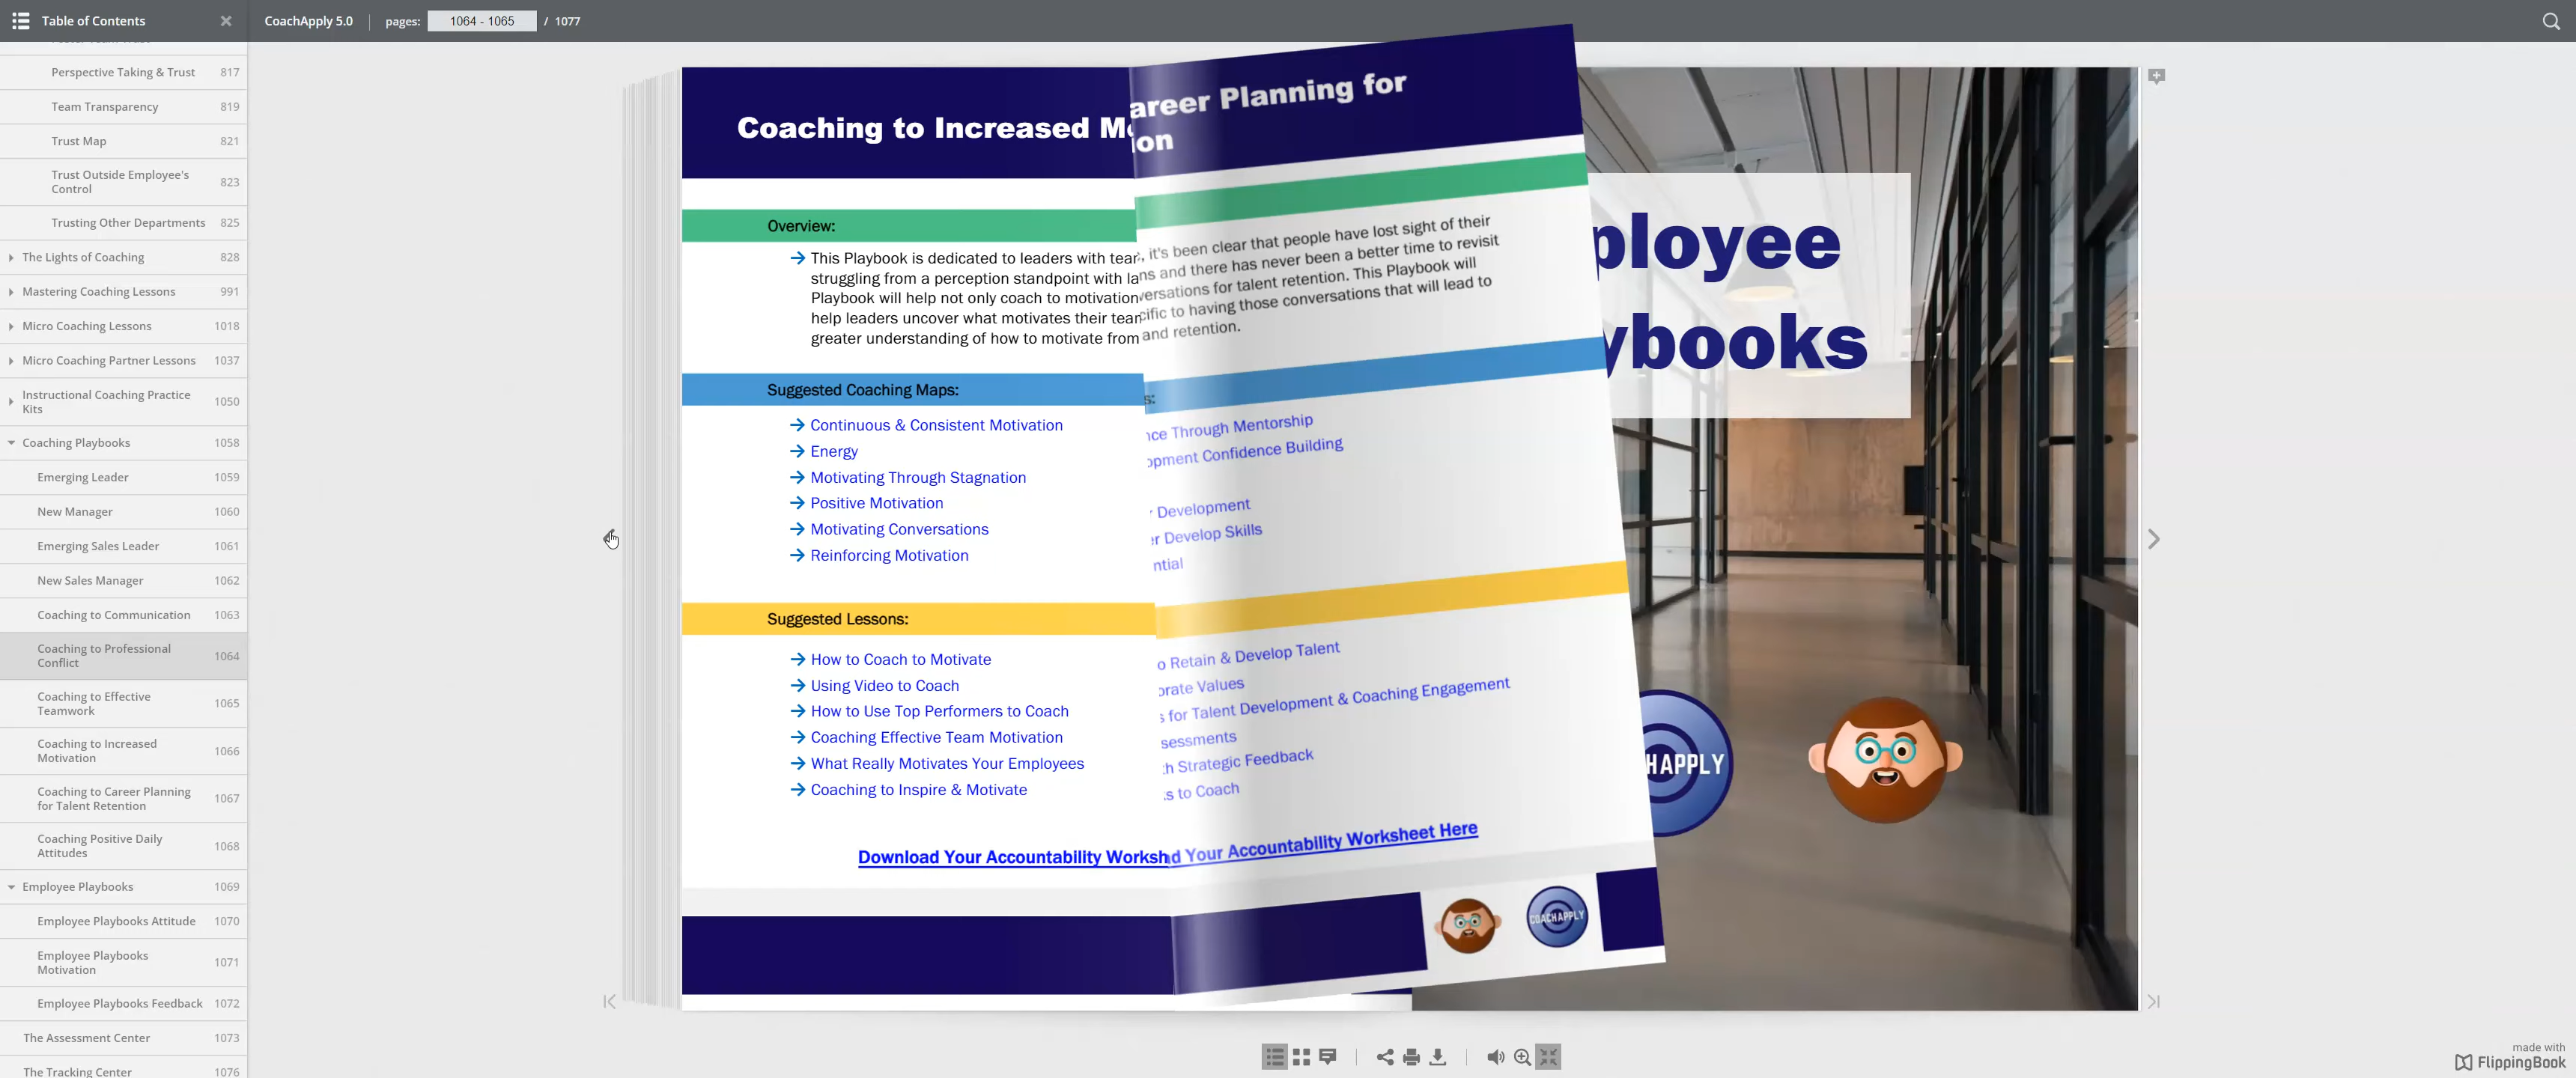 Table of Contents
CoachApply 5.0
pages:
1064 - 1065
/ 1077
Perspective Taking & Trust 817
Team Transparency 819
Trust Map 821
Trust Outside Employee's
Control 823
Trusting Other Departments 825
The Lights of Coaching 828
Mastering Coaching Lessons 991
Micro Coaching Lessons 1018
Micro Coaching Partner Lessons 1037
Instructional Coaching Practice
Kits 1050
Coaching Playbooks 1058
Emerging Leader 1059
New Manager 1060
Emerging Sales Leader 1061
New Sales Manager 1062
Coaching to Communication 1063
Coaching to Professional
Conflict 1064
Coaching to Effective
Teamwork 1065
Coaching to Increased
Motivation 1066
Coaching to Career Planning
for Talent Retention 1067
Coaching Positive Daily
Attitudes 1068
Employee Playbooks 1069
Employee Playbooks Attitude 1070
Employee Playbooks
Motivation 1071
Employee Playbooks Feedback 1072
The Assessment Center 1073
The Tracking Center 1076
Coaching to Increased
Overview:
This Playbook is dedicated to leaders with
struggling from a perception standpoint with
Playbook will help not only coach to motivation
help leaders uncover what motivates their
greater understanding of how to motivate from
Suggested Coaching Maps:
Continuous & Consistent Motivation
Energy
Motivating Through Stagnation
Positive Motivation
Motivating Conversations
Reinforcing Motivation
Suggested Lessons:
How to Coach to Motivate
Using Video to Coach
How to Use Top Performers to Coach
Coaching Effective Team Motivation
What Really Motivates Your Employees
Coaching to Inspire & Motivate
Download Your Accountability Worksh
areer Planning for
ion
, it's been clear that people have lost sight of their
ns and there has never been a better time to revisit
versations for talent retention. This Playbook will
cific to having those conversations that will lead to
and retention.
s:
nce Through Mentorship
opment Confidence Building
Development
er Develop Skills
ntial
o Retain & Develop Talent
orate Values
s for Talent Development & Coaching Engagement
sessments
th Strategic Feedback
s to Coach
d Your Accountability Worksheet Here
COACHAPPLY
ployee
ybooks
HAPPLY
made with
FlippingBook